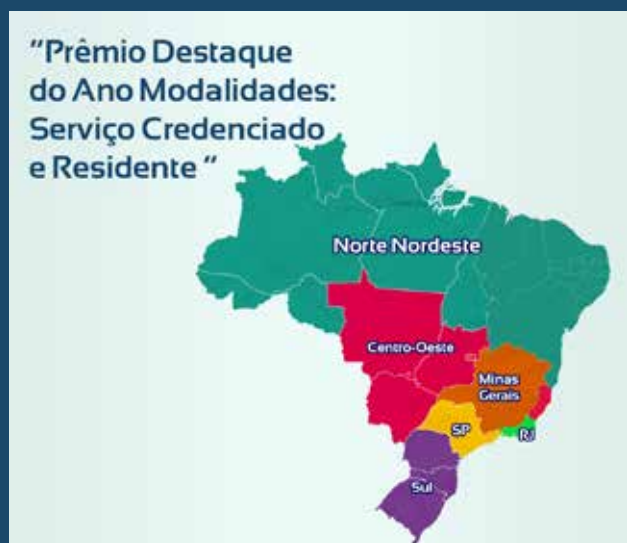 “Prêmio Destaque
do Ano Modalidades:
Serviço Credenciado
e Residente “
Norte Nordeste
Centro-Oeste
Minas
Gerais
SP
RJ
Sul